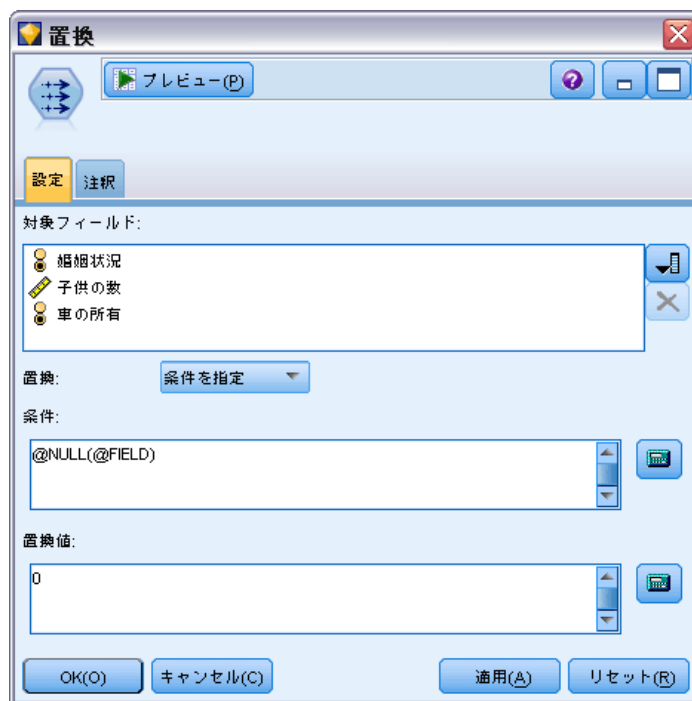 置換
プレビュー(P)
設定 注釈
対象フィールド:
婚姻状況
子供の数
車の所有
置換: 条件を指定
条件:
@NULL(@FIELD)
置換値:
0
OK(O) キャンセル(C) 適用(A) リセット(R)